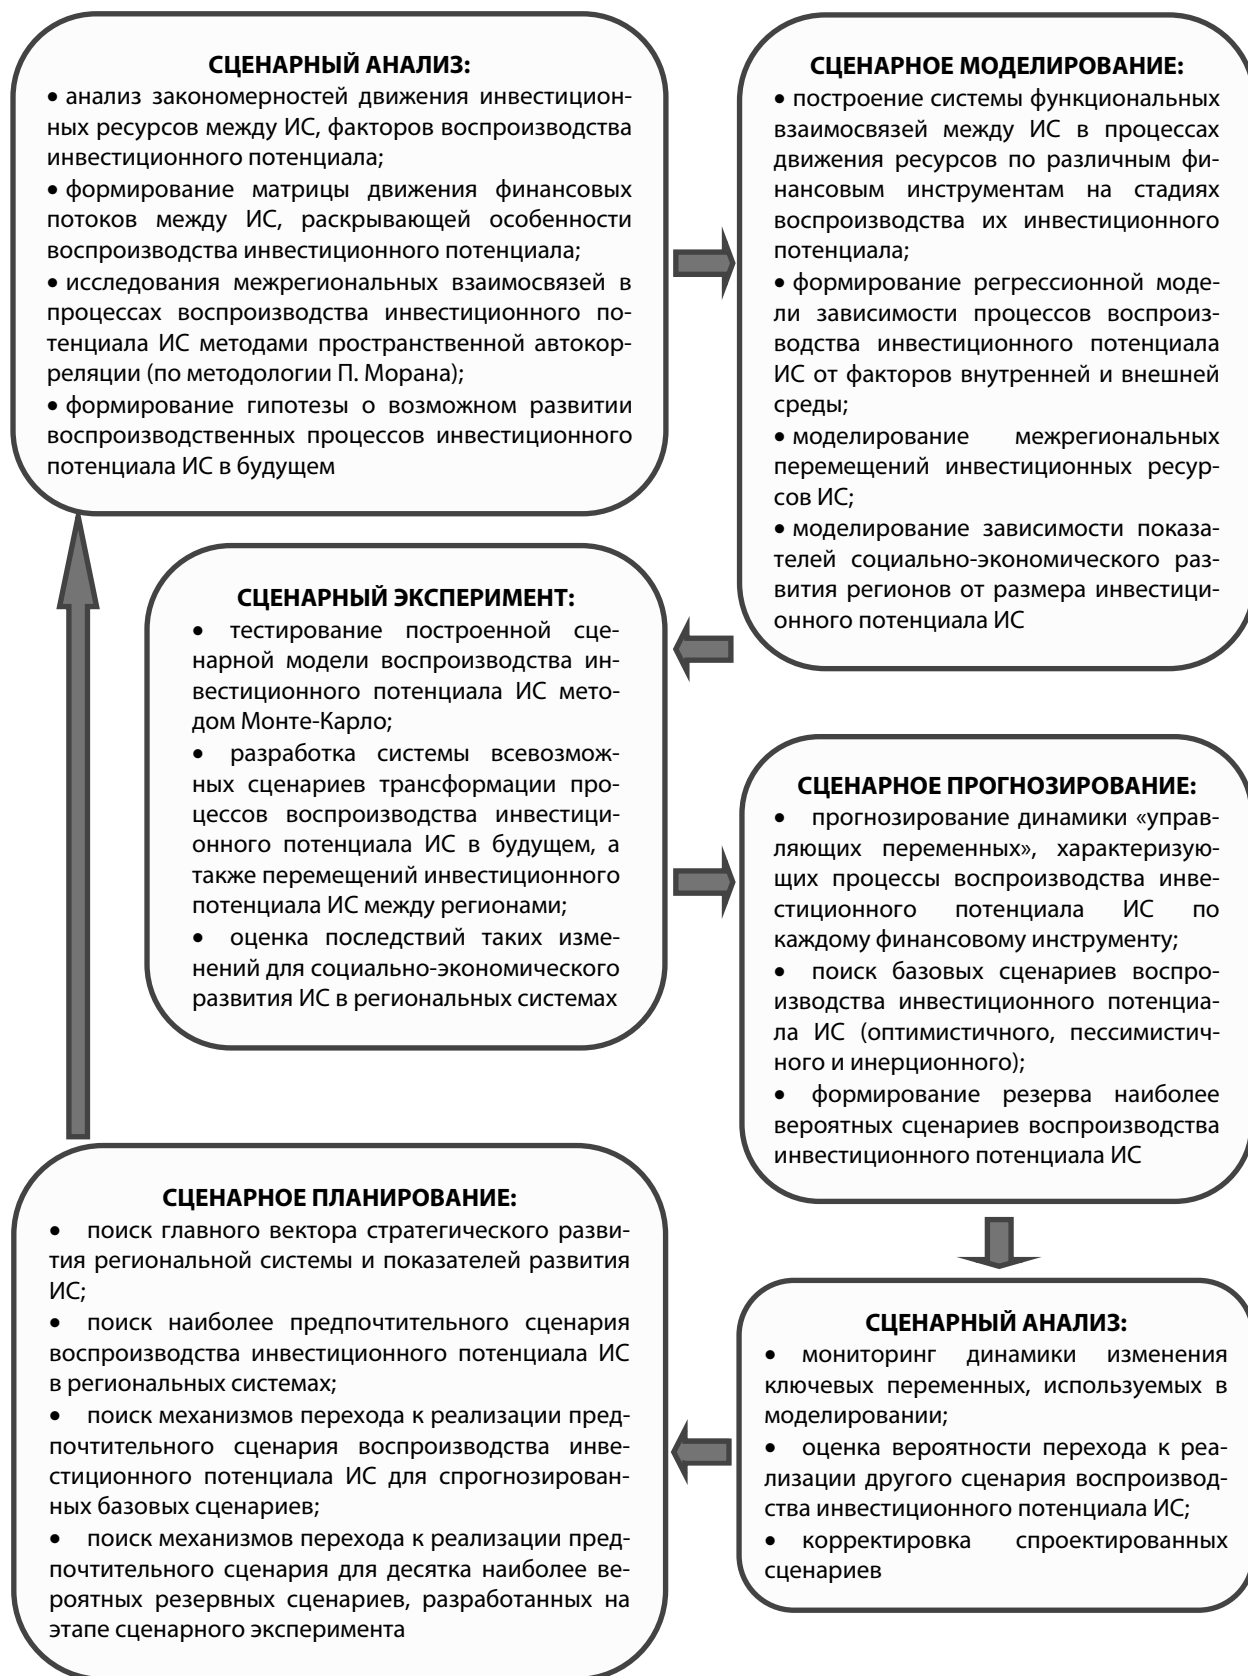 СЦЕНАРНЫЙ АНАЛИЗ:
• анализ закономерностей движения инвестицион-
ных ресурсов между ИС, факторов воспроизводства
инвестиционного потенциала;
• формирование матрицы движения финансовых
потоков между ИС, раскрывающей особенности
воспроизводства инвестиционного потенциала;
• исследования межрегиональных взаимосвязей в
процессах воспроизводства инвестиционного по-
тенциала ИС методами пространственной автокор-
реляции (по методологии П. Морана);
• формирование гипотезы о возможном развитии
воспроизводственных процессов инвестиционного
потенциала ИС в будущем
СЦЕНАРНОЕ МОДЕЛИРОВАНИЕ:
• построение системы функциональных
взаимосвязей между ИС в процессах
движения ресурсов по различным фи-
нансовым инструментам на стадиях
воспроизводства их инвестиционного
потенциала;
• формирование регрессионной моде-
ли зависимости процессов воспроиз-
водства инвестиционного потенциала
ИС от факторов внутренней и внешней
среды;
• моделирование межрегиональных
перемещений инвестиционных ресур-
сов ИС;
• моделирование зависимости показа-
телей социально-экономического раз-
вития регионов от размера инвестици-
онного потенциала ИС
СЦЕНАРНЫЙ ЭКСПЕРИМЕНТ:
• тестирование построенной сце-
нарной модели воспроизводства ин-
вестиционного потенциала ИС мето-
дом Монте-Карло;
• разработка системы всевозмож-
ных сценариев трансформации про-
цессов воспроизводства инвестици-
онного потенциала ИС в будущем, а
также перемещений инвестиционного
потенциала ИС между регионами;
• оценка последствий таких изме-
нений для социально-экономического
развития ИС в региональных системах
СЦЕНАРНОЕ ПРОГНОЗИРОВАНИЕ:
• прогнозирование динамики «управ-
ляющих переменных», характеризую-
щих процессы воспроизводства инве-
стиционного потенциала ИС по
каждому финансовому инструменту;
• поиск базовых сценариев воспро-
изводства инвестиционного потенциа-
ла ИС (оптимистичного, пессимистич-
ного и инерционного);
• формирование резерва наиболее
вероятных сценариев воспроизводства
инвестиционного потенциала ИС
СЦЕНАРНЫЙ АНАЛИЗ:
• мониторинг динамики изменения
ключевых переменных, используемых в
моделировании;
• оценка вероятности перехода к реа-
лизации другого сценария воспроизвод-
ства инвестиционного потенциала ИС;
• корректировка спроектированных
сценариев
СЦЕНАРНОЕ ПЛАНИРОВАНИЕ:
• поиск главного вектора стратегического разви-
тия региональной системы и показателей развития
ИС;
• поиск наиболее предпочтительного сценария
воспроизводства инвестиционного потенциала ИС
в региональных системах;
• поиск механизмов перехода к реализации пред-
почтительного сценария воспроизводства инве-
стиционного потенциала ИС для спрогнозирован-
ных базовых сценариев;
• поиск механизмов перехода к реализации пред-
почтительного сценария для десятка наиболее ве-
роятных резервных сценариев, разработанных на
этапе сценарного эксперимента